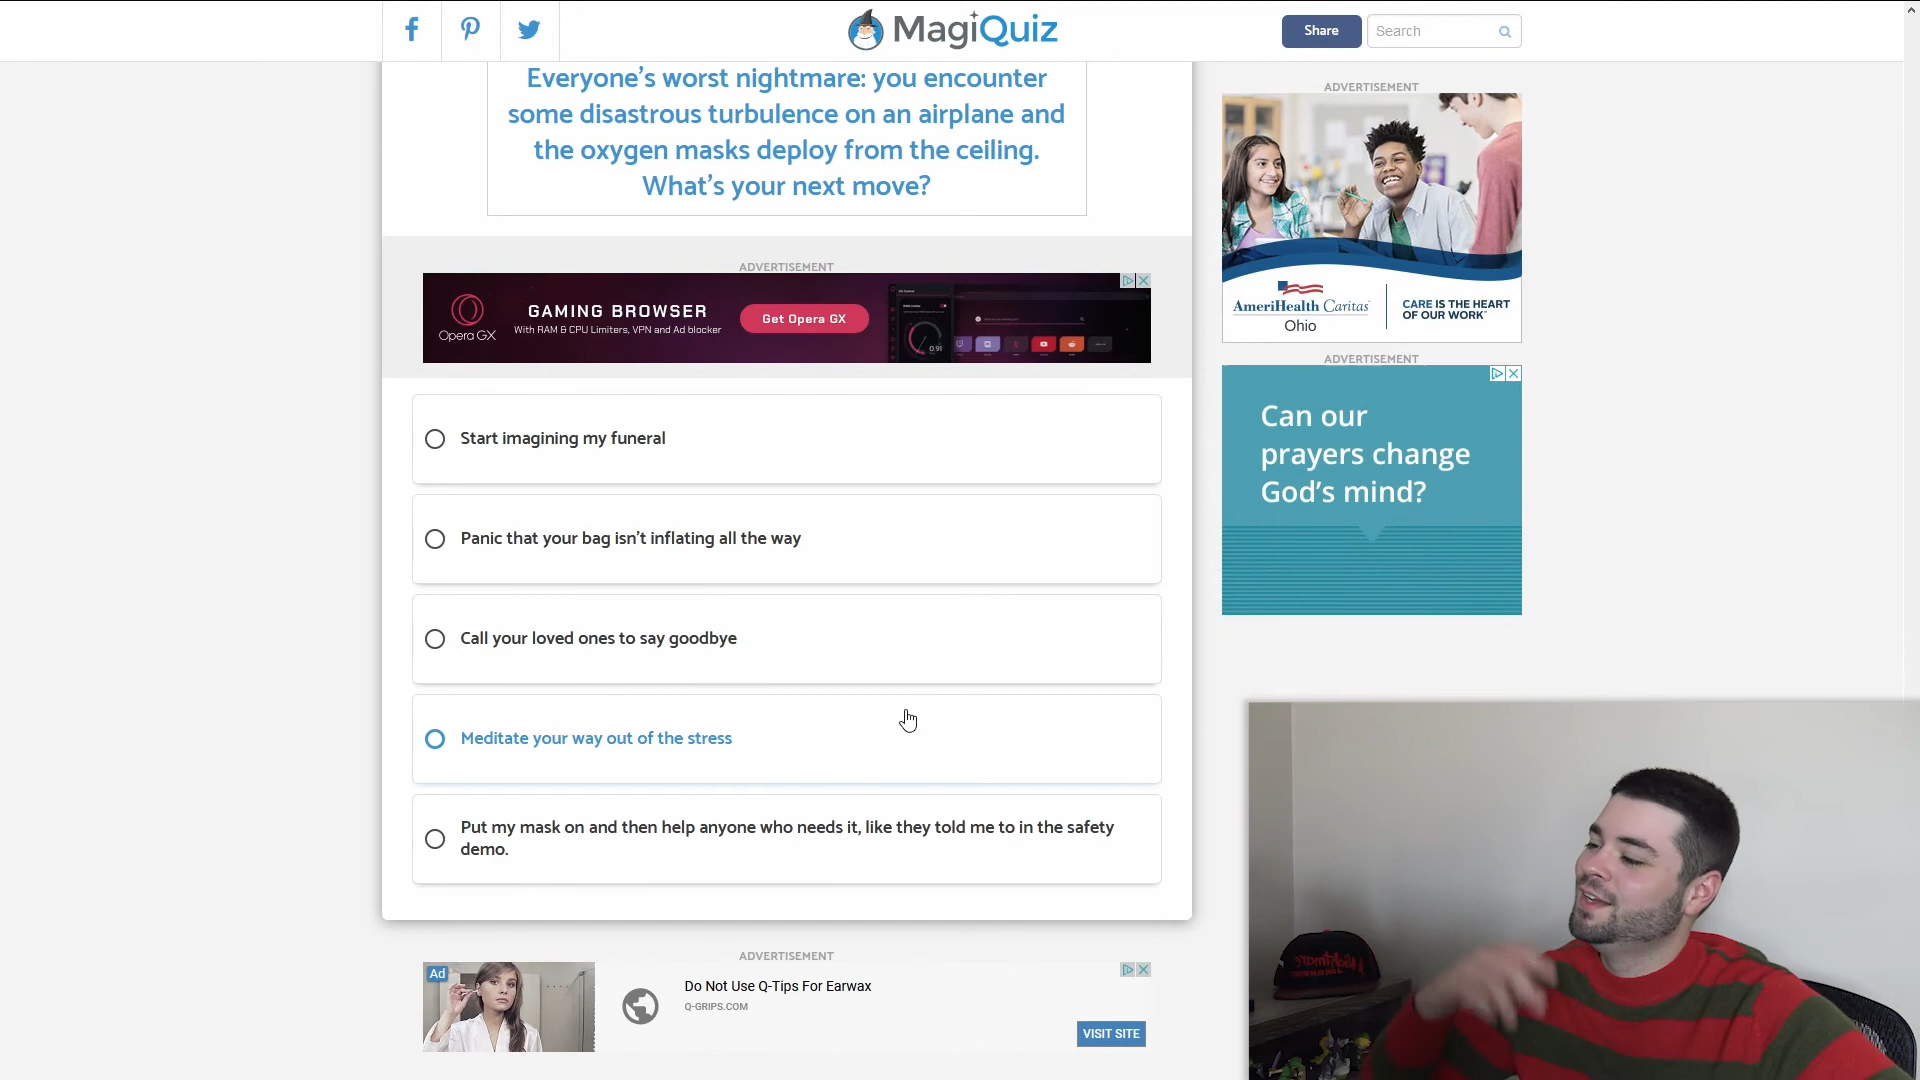 MagiQuiz
Share
Search
Everyone's worst nightmare: you encounter
some disastrous turbulence on an airplane and
the oxygen masks deploy from the ceiling.
What's your next move?
ADVERTISEMENT
Opera GX
GAMING BROWSER
With RAM & CPU Limiters, VPN and Ad blocker
Get Opera GX
0.91
Start imagining my funeral
Panic that your bag isn't inflating all the way
Call your loved ones to say goodbye
Meditate your way out of the stress
Put my mask on and then help anyone who needs it, like they told me to in the safety
demo.
ADVERTISEMENT
Ad
Do Not Use Q-Tips For Earwax
Q-GRIPS.COM
VISIT SITE
ADVERTISEMENT
AmeriHealth Caritas
Ohio
CARE IS THE HEART
OF OUR WORK
ADVERTISEMENT
Can our
prayers change
God's mind?